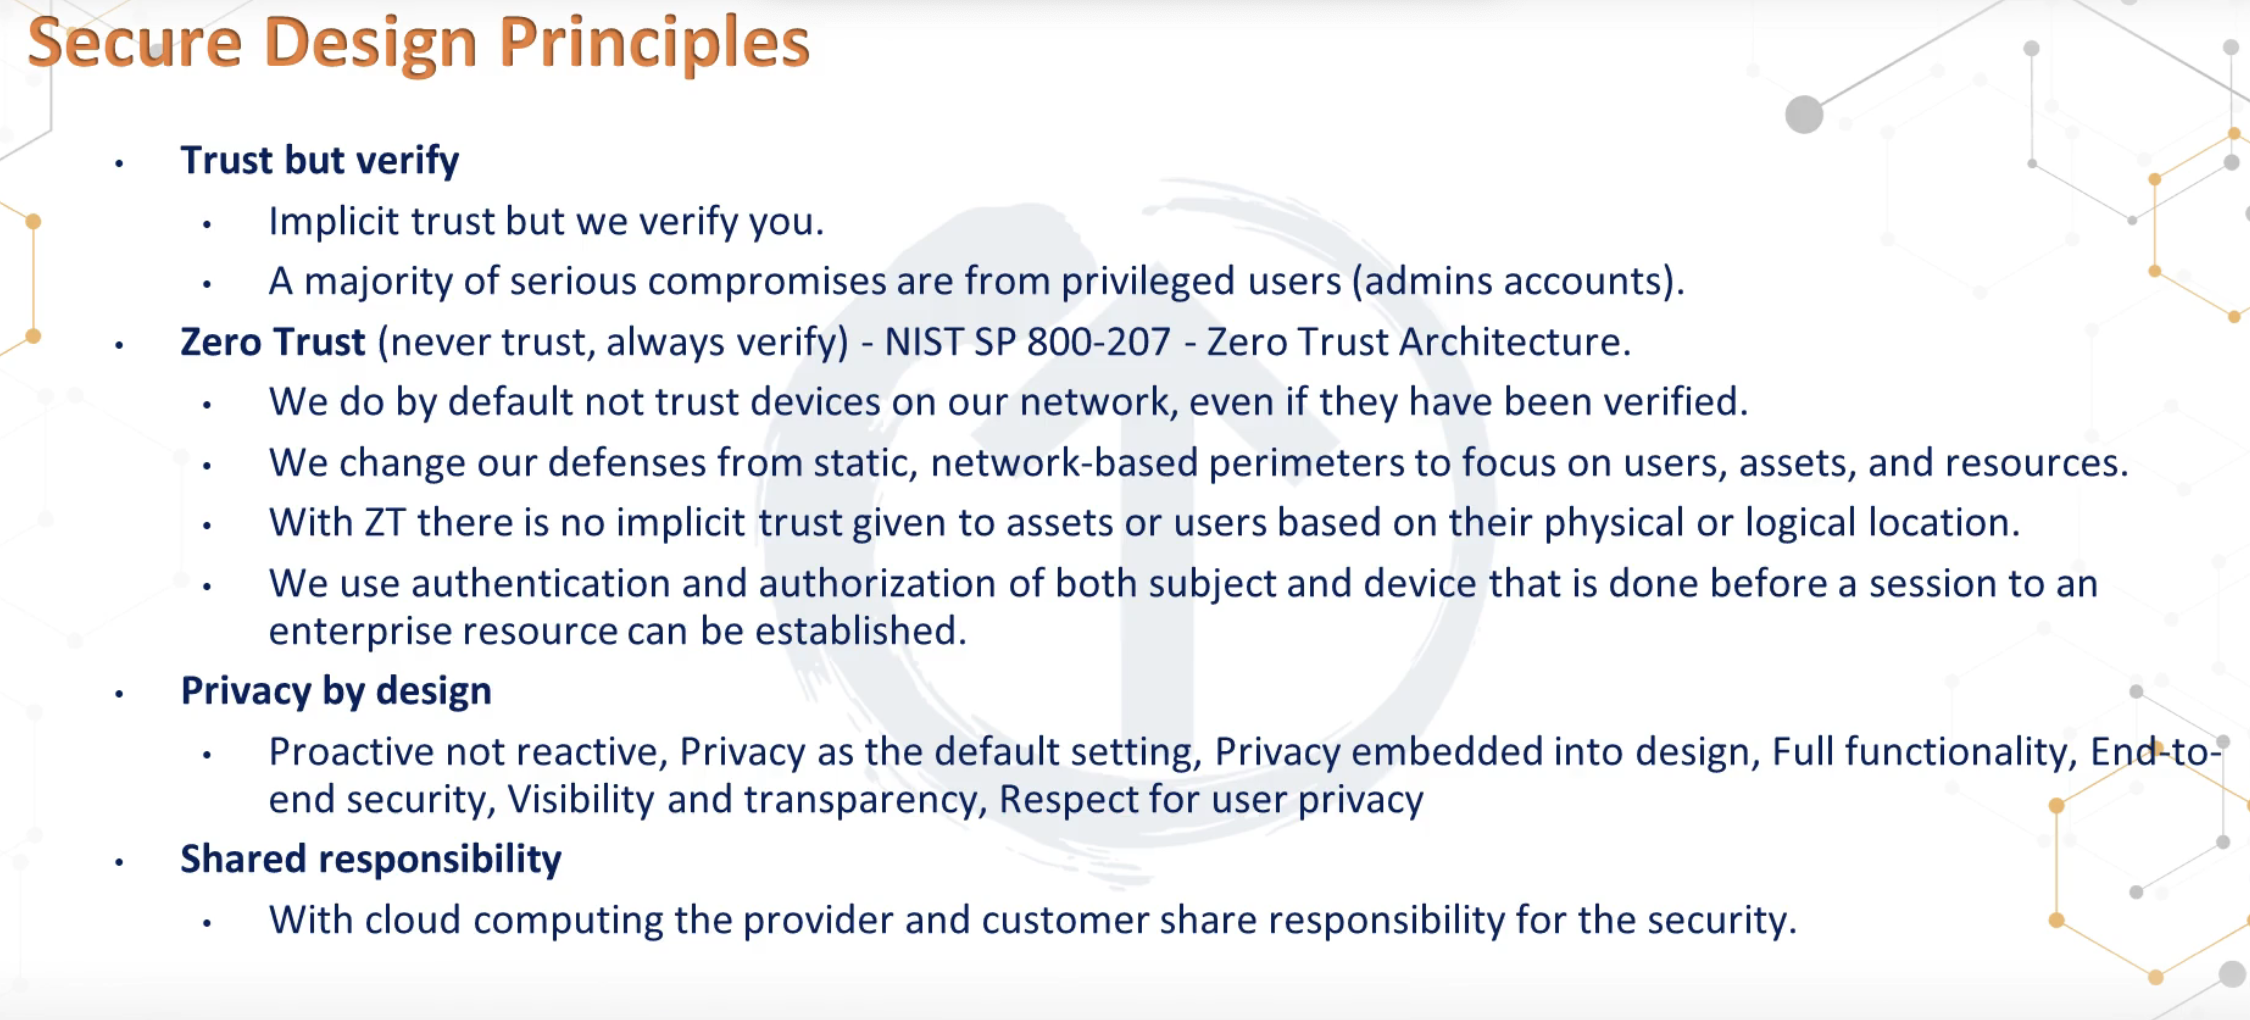 Secure Design Principles
• Trust but verify
• Implicit trust but we verify you.
• A majority of serious compromises are from privileged users (admins accounts).
• Zero Trust (never trust, always verify) - NIST SP 800-207 - Zero Trust Architecture.
• We do by default not trust devices on our network, even if they have been verified.
• We change our defenses from static, network-based perimeters to focus on users, assets, and resources.
• With ZT there is no implicit trust given to assets or users based on their physical or logical location.
• We use authentication and authorization of both subject and device that is done before a session to an
enterprise resource can be established.
• Privacy by design
• Proactive not reactive, Privacy as the default setting, Privacy embedded into design, Full functionality, End-to-
end security, Visibility and transparency, Respect for user privacy
• Shared responsibility
• With cloud computing the provider and customer share responsibility for the security.